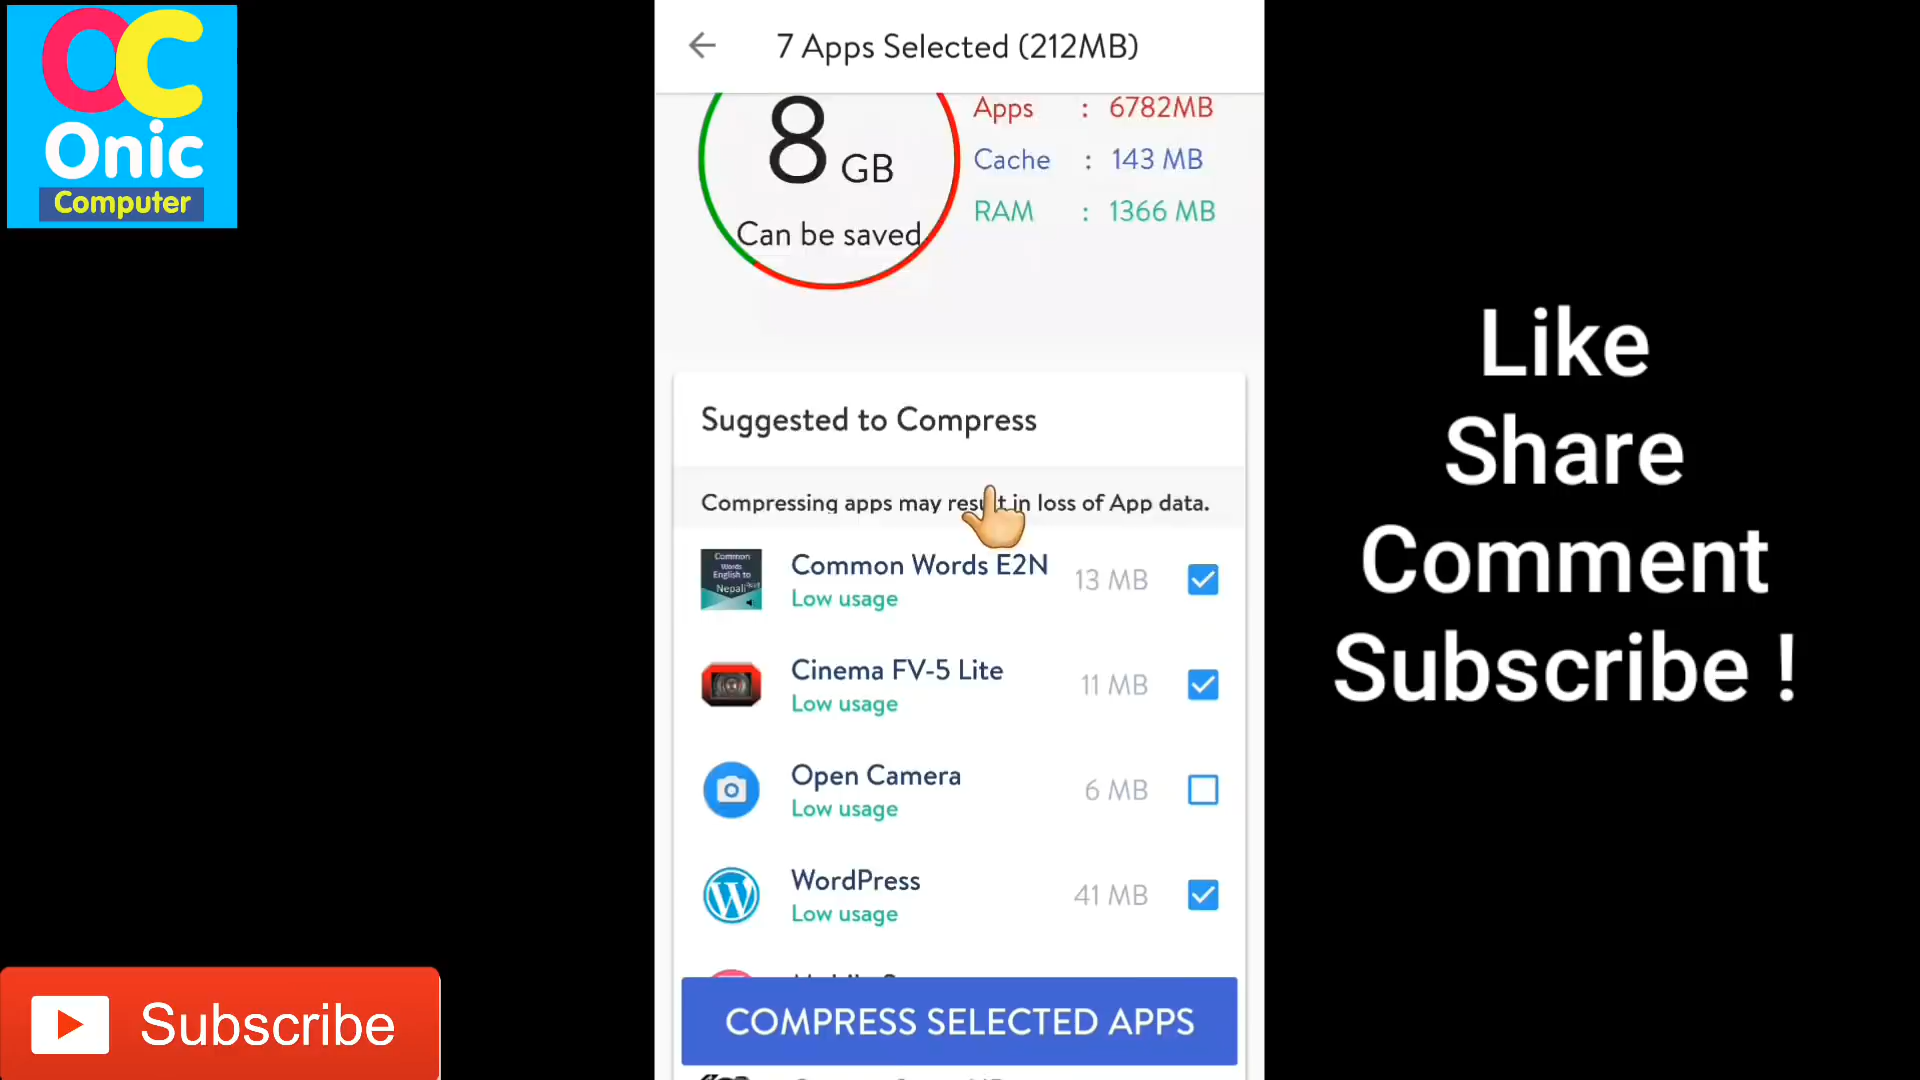 OC
Onic
Computer
7 Apps Selected (212MB)
8 GB
Can be saved
Apps : 6782MB
Cache : 143 MB
RAM : 1366 MB
Suggested to Compress
Compressing apps may result in loss of App data.
Common
Words
English to
Nepali
Common Words E2N
Low usage
13 MB
Cinema FV-5 Lite
Low usage
11 MB
Open Camera
Low usage
6 MB
WordPress
Low usage
41 MB
COMPRESS SELECTED APPS
Like
Share
Comment
Subscribe !
Subscribe